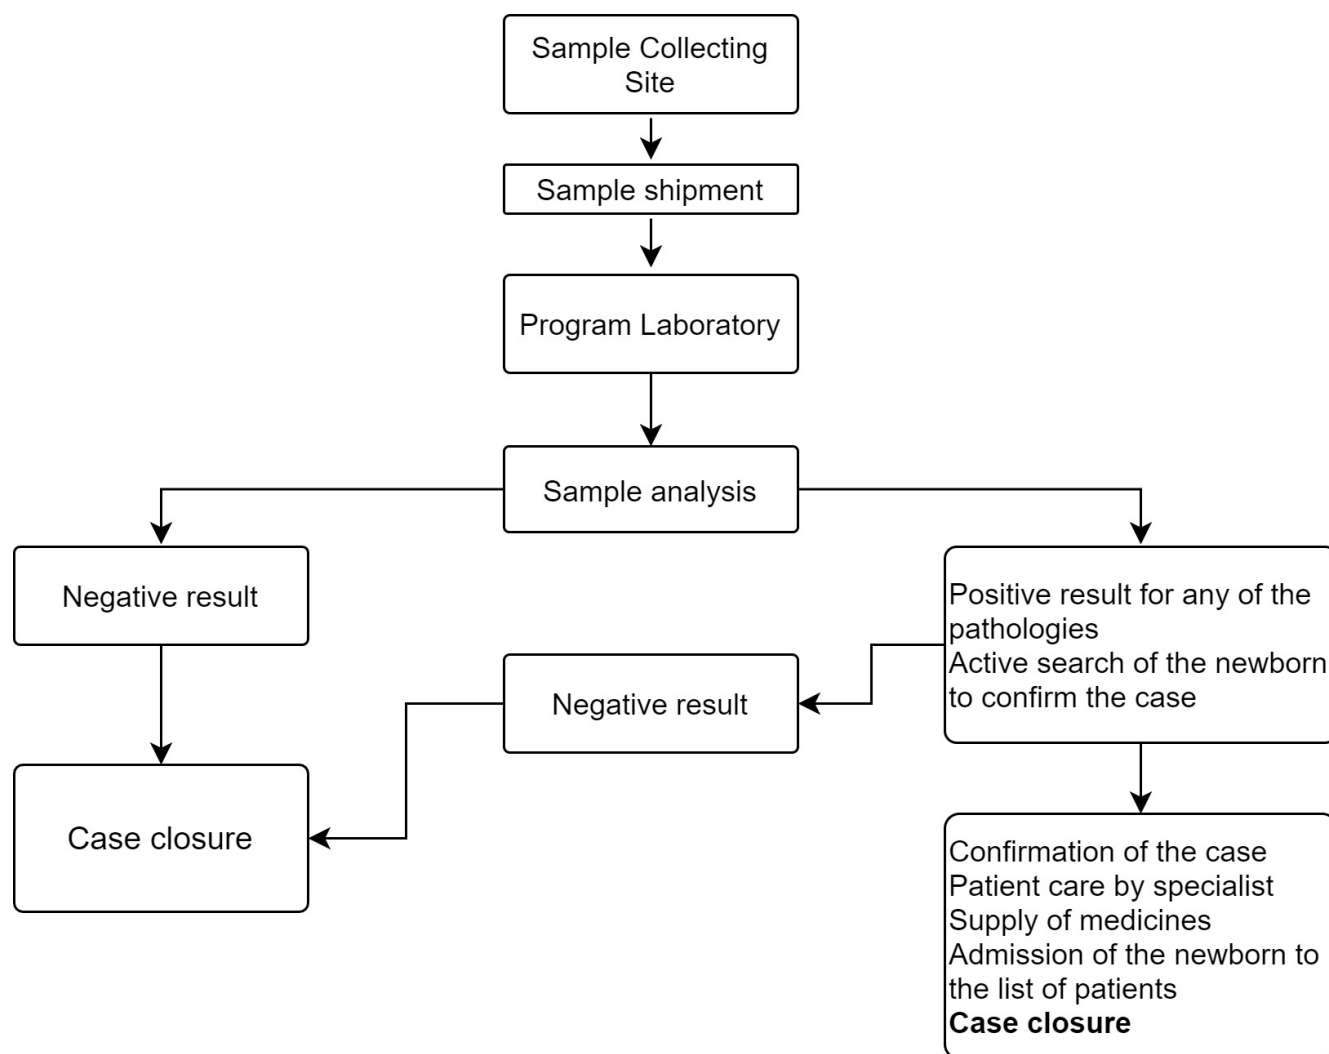 Sample Collecting
Site
Sample shipment
Program Laboratory
Sample analysis
Negative result
Positive result for any of the
pathologies
Active search of the newborn
to confirm the case
Negative result
Case closure
Confirmation of the case
Patient care by specialist
Supply of medicines
Admission of the newborn to
the list of patients
Case closure